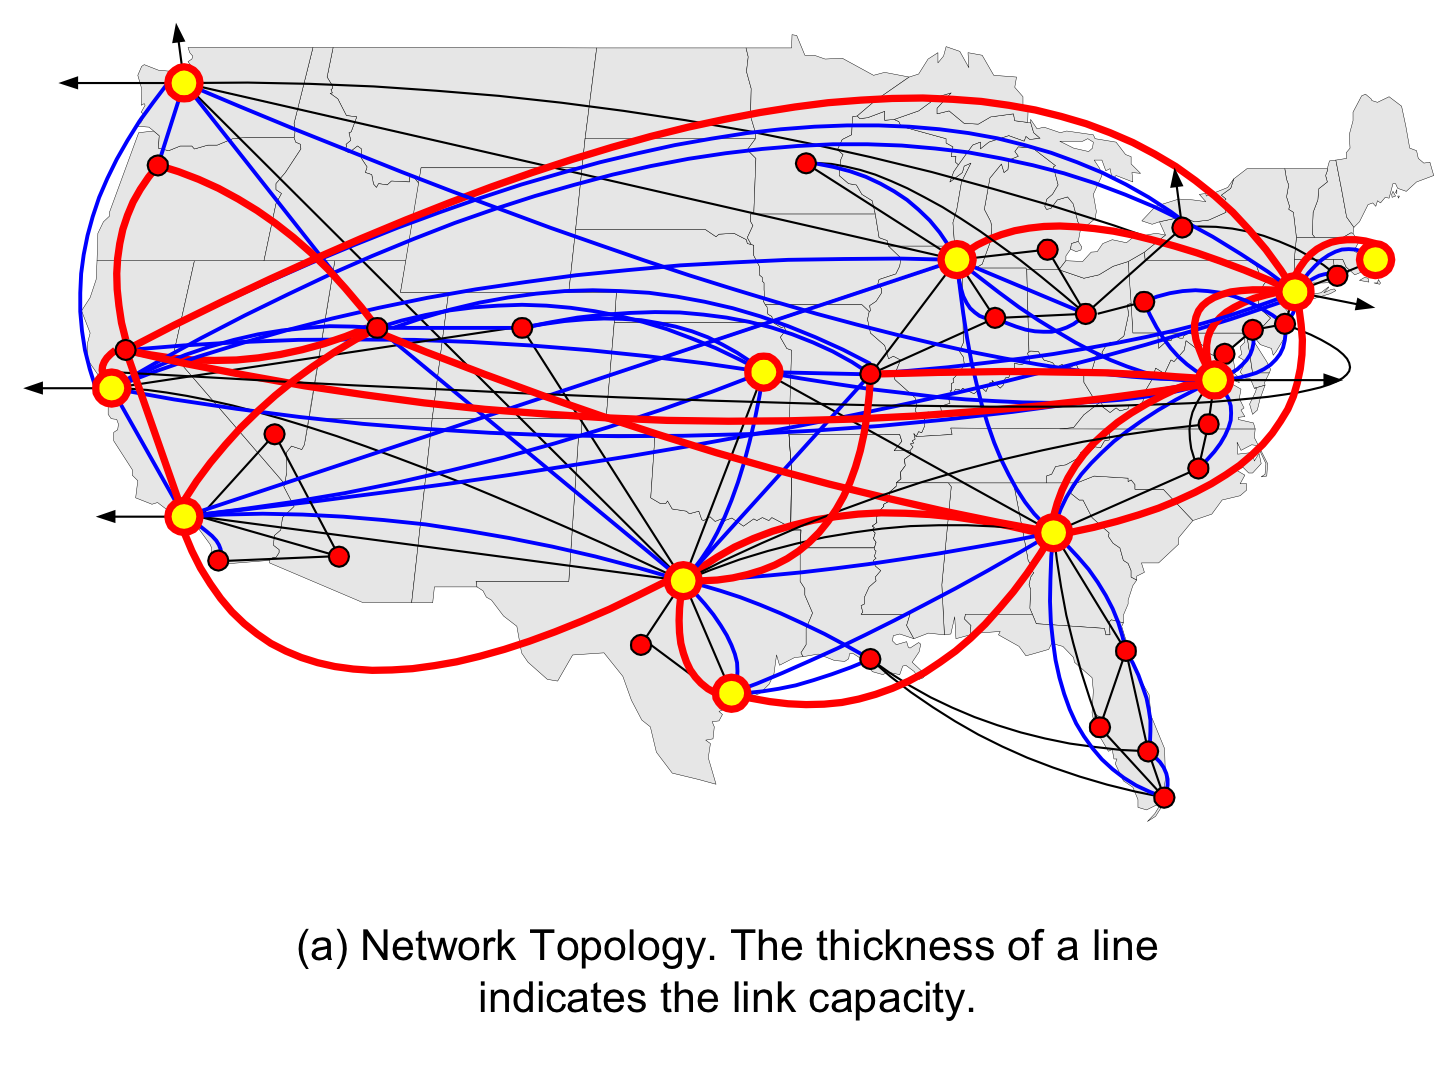 (a) Network Topology. The thickness of a line
indicates the link capacity.